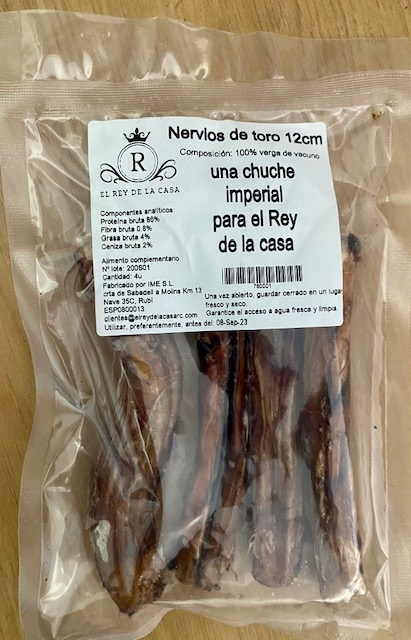 Nervios de toro 12cm
Composición: 100% verga de vacuno
R
EL REY DE LA CASA
una chuche
imperial
para el Rey
de la casa
Componentes analíticos:
Proteína bruta 86%
Fibra bruta 0.8%
Grasa bruta 4%
Ceniza bruta 2%
Alimento complementario
Nº lote: 200S01
Cantidad: 4u
Fabricado por IME S.L.
crta de Sabadell a Molins Km 13
Nave 35C, Rubí
ESP0800013
clientes@elreydelacasarc.com
Utilizar, preferentemente, antes del: 08-Sep-23
780001
Una vez abierto, guardar cerrado en un lugar
fresco y seco.
Garantice el acceso a agua fresca y limpia.